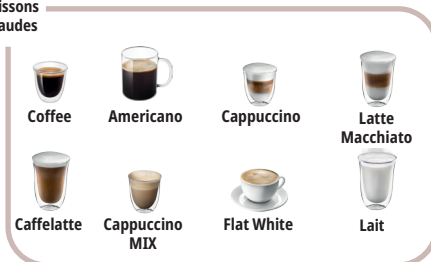 issons
audes
Coffee
Americano
Cappuccino
Latte
Macchiato
Caffelatte
Cappuccino
MIX
Flat White
Lait